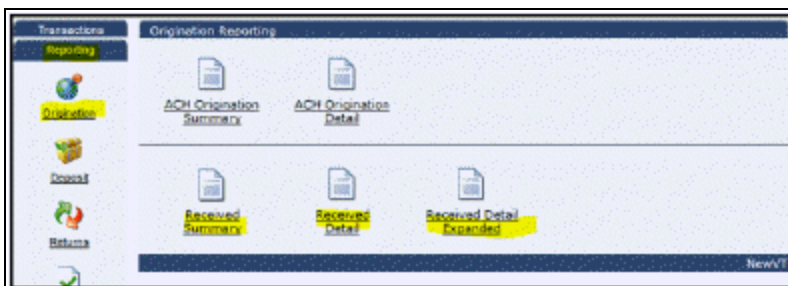 Transactions
Reporting
Origination
Deposit
Returns
Origination Reporting
ACH Origination
Summary
ACH Origination
Detail
Received
Summary
Received
Detail
Received Detail
Expanded
NewVT